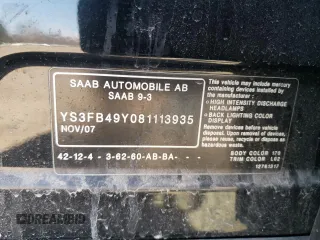 SAAB AUTOMOBILE AB
SAAB 9-3
YS3FB49Y081113935
NOV/07
42-12-4 - 3-62-60-AB-BA- - -
This vehicle may include mercury
containing devices installed by
the manufacturer:
• HIGH INTENSITY DISCHARGE
HEADLAMPS
• BACK LIGHTING COLOR
DISPLAY
Remove devices before vehicle
disposal. Upon removal of devices
please reuse, recycle or dispose
as hazardous waste.
BODY COLOR 170
TRIM COLOR L62
12781317
DREAMBID